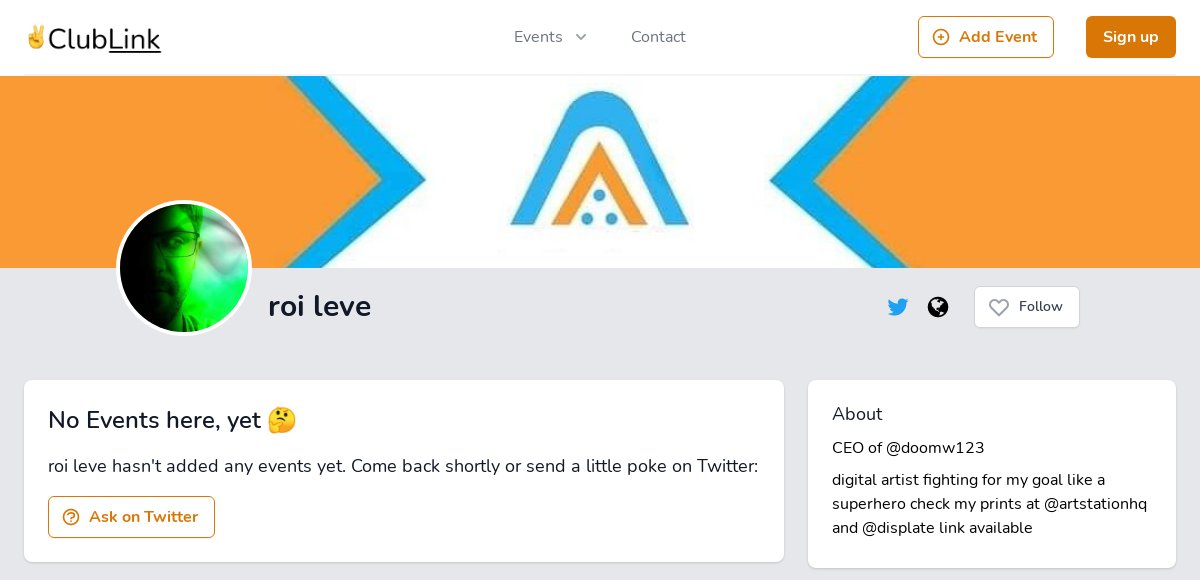 ✌ClubLink
Events
Contact
Add Event
Sign up
roi leve
Follow
No Events here, yet 🤔
roi leve hasn't added any events yet. Come back shortly or send a little poke on Twitter:
Ask on Twitter
About
CEO of @doomw123
digital artist fighting for my goal like a
superhero check my prints at @artstationhq
and @displate link available